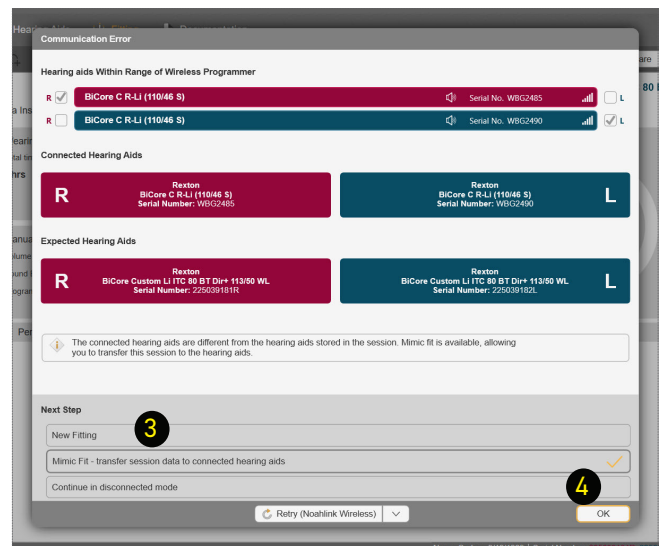 Communication Error
are
Hearing aids Within Range of Wireless Programmer
80
R BiCore C R-Li (110/46 S) Serial No. WBG2485 L
R BiCore C R-Li (110/46 S) Serial No. WBG2490 L
Connected Hearing Aids
hrs
R
Rexton
BiCore C R-Li (110/46 S)
Serial Number: WBG2485
Rexton
BiCore C R-Li (110/46 S)
Serial Number: WBG2490
L
Expected Hearing Aids
R
Rexton
BiCore Custom Li ITC 80 BT Dir+ 113/50 WL
Serial Number: 225039181R
Rexton
BiCore Custom Li ITC 80 BT Dir+ 113/50 WL
Serial Number: 225039182L
L
Per
The connected hearing aids are different from the hearing aids stored in the session. Mimic fit is available, allowing
you to transfer this session to the hearing aids.
Next Step
New Fitting
3
Mimic Fit - transfer session data to connected hearing aids
Continue in disconnected mode
4
Retry (Noahlink Wireless)
OK